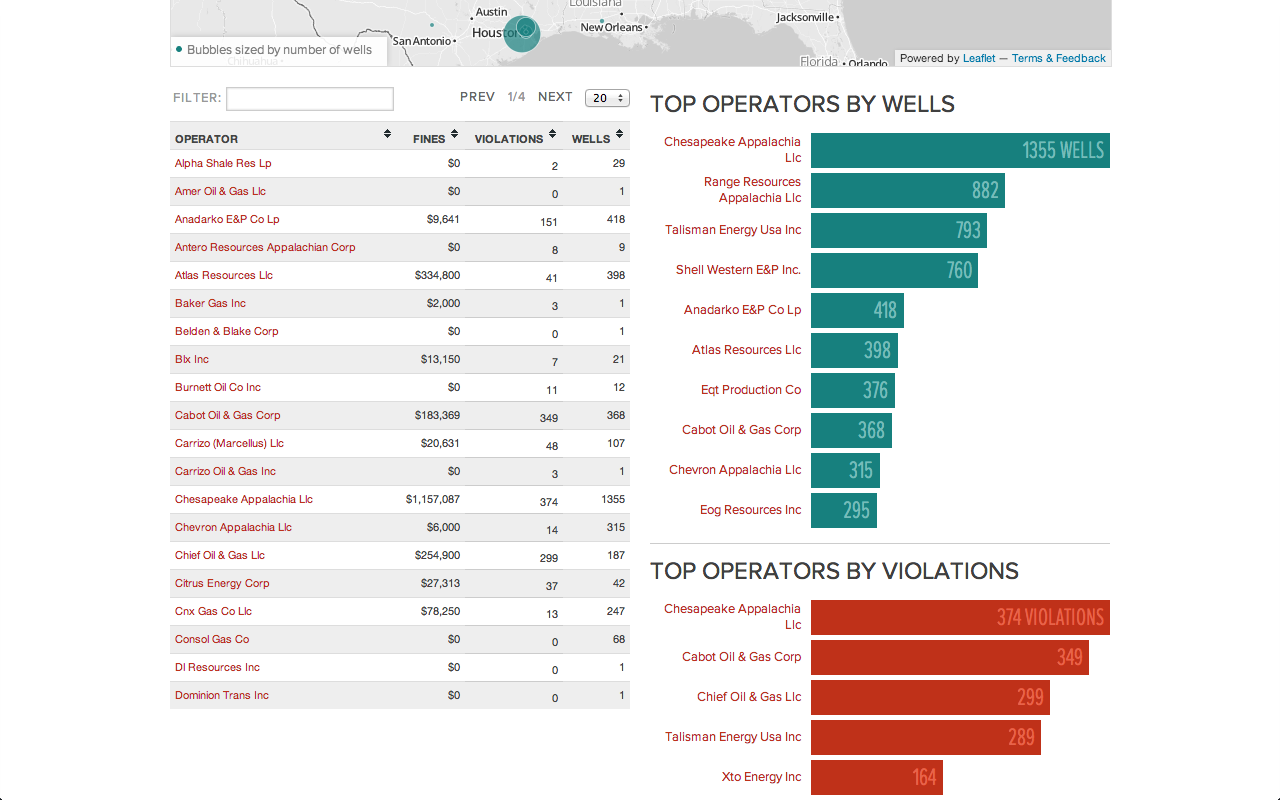 Louisiana
Austin
Jacksonville
New Orleans
Houston
San Antonio
Bubbles sized by number of wells
Chihuahua
Florida
Orlando
Powered by Leaflet — Terms & Feedback
FILTER:
PREV 1/4 NEXT 20
OPERATOR FINES VIOLATIONS WELLS
Alpha Shale Res Lp $0 2 29
Amer Oil & Gas Llc $0 0 1
Anadarko E&P Co Lp $9,641 151 418
Antero Resources Appalachian Corp $0 8 9
Atlas Resources Llc $334,800 41 398
Baker Gas Inc $2,000 3 1
Belden & Blake Corp $0 0 1
Blx Inc $13,150 7 21
Burnett Oil Co Inc $0 11 12
Cabot Oil & Gas Corp $183,369 349 368
Carrizo (Marcellus) Llc $20,631 48 107
Carrizo Oil & Gas Inc $0 3 1
Chesapeake Appalachia Llc $1,157,087 374 1355
Chevron Appalachia Llc $6,000 14 315
Chief Oil & Gas Llc $254,900 299 187
Citrus Energy Corp $27,313 37 42
Cnx Gas Co Llc $78,250 13 247
Consol Gas Co $0 0 68
Dl Resources Inc $0 0 1
Dominion Trans Inc $0 0 1
TOP OPERATORS BY WELLS
Chesapeake Appalachia
Llc
1355 WELLS
Range Resources
Appalachia Llc
882
Talisman Energy Usa Inc 793
Shell Western E&P Inc. 760
Anadarko E&P Co Lp 418
Atlas Resources Llc 398
Eqt Production Co 376
Cabot Oil & Gas Corp 368
Chevron Appalachia Llc 315
Eog Resources Inc 295
TOP OPERATORS BY VIOLATIONS
Chesapeake Appalachia
Llc
374 VIOLATIONS
Cabot Oil & Gas Corp 349
Chief Oil & Gas Llc 299
Talisman Energy Usa Inc 289
Xto Energy Inc 164